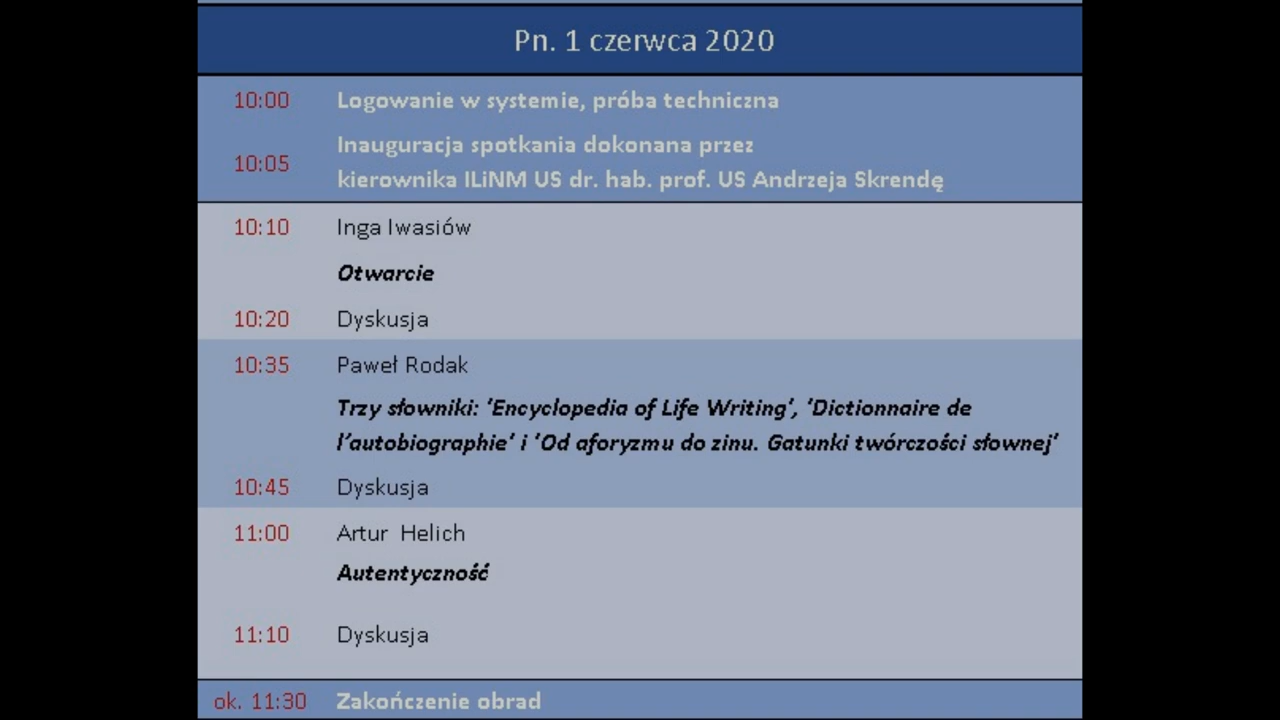 Pn. 1 czerwca 2020
10:00 Logowanie w systemie, próba techniczna
10:05 Inauguracja spotkania dokonana przez
kierownika ILiNM US dr. hab. prof. US Andrzeja Skrendę
10:10 Inga Iwasiów
Otwarcie
10:20 Dyskusja
10:35 Paweł Rodak
Trzy słowniki: ‘Encyclopedia of Life Writing’, ‘Dictionnaire de
l’autobiographie’ i ‘Od aforyzmu do zinu. Gatunki twórczości słownej’
10:45 Dyskusja
11:00 Artur Helich
Autentyczność
11:10 Dyskusja
ok. 11:30 Zakończenie obrad